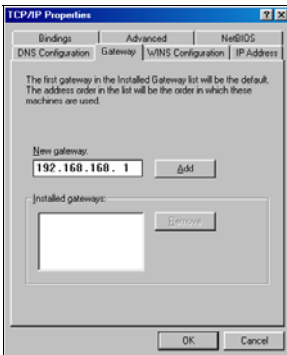 TCP/IP Properties
Bindings Advanced NetBIOS
DNS Configuration Gateway WINS Configuration IP Address
The first gateway in the Installed Gateway list will be the default.
The address order in the list will be the order in which these
machines are used.
New gateway:
192.168.168. 1 Add
Installed gateways:
Remove
OK Cancel